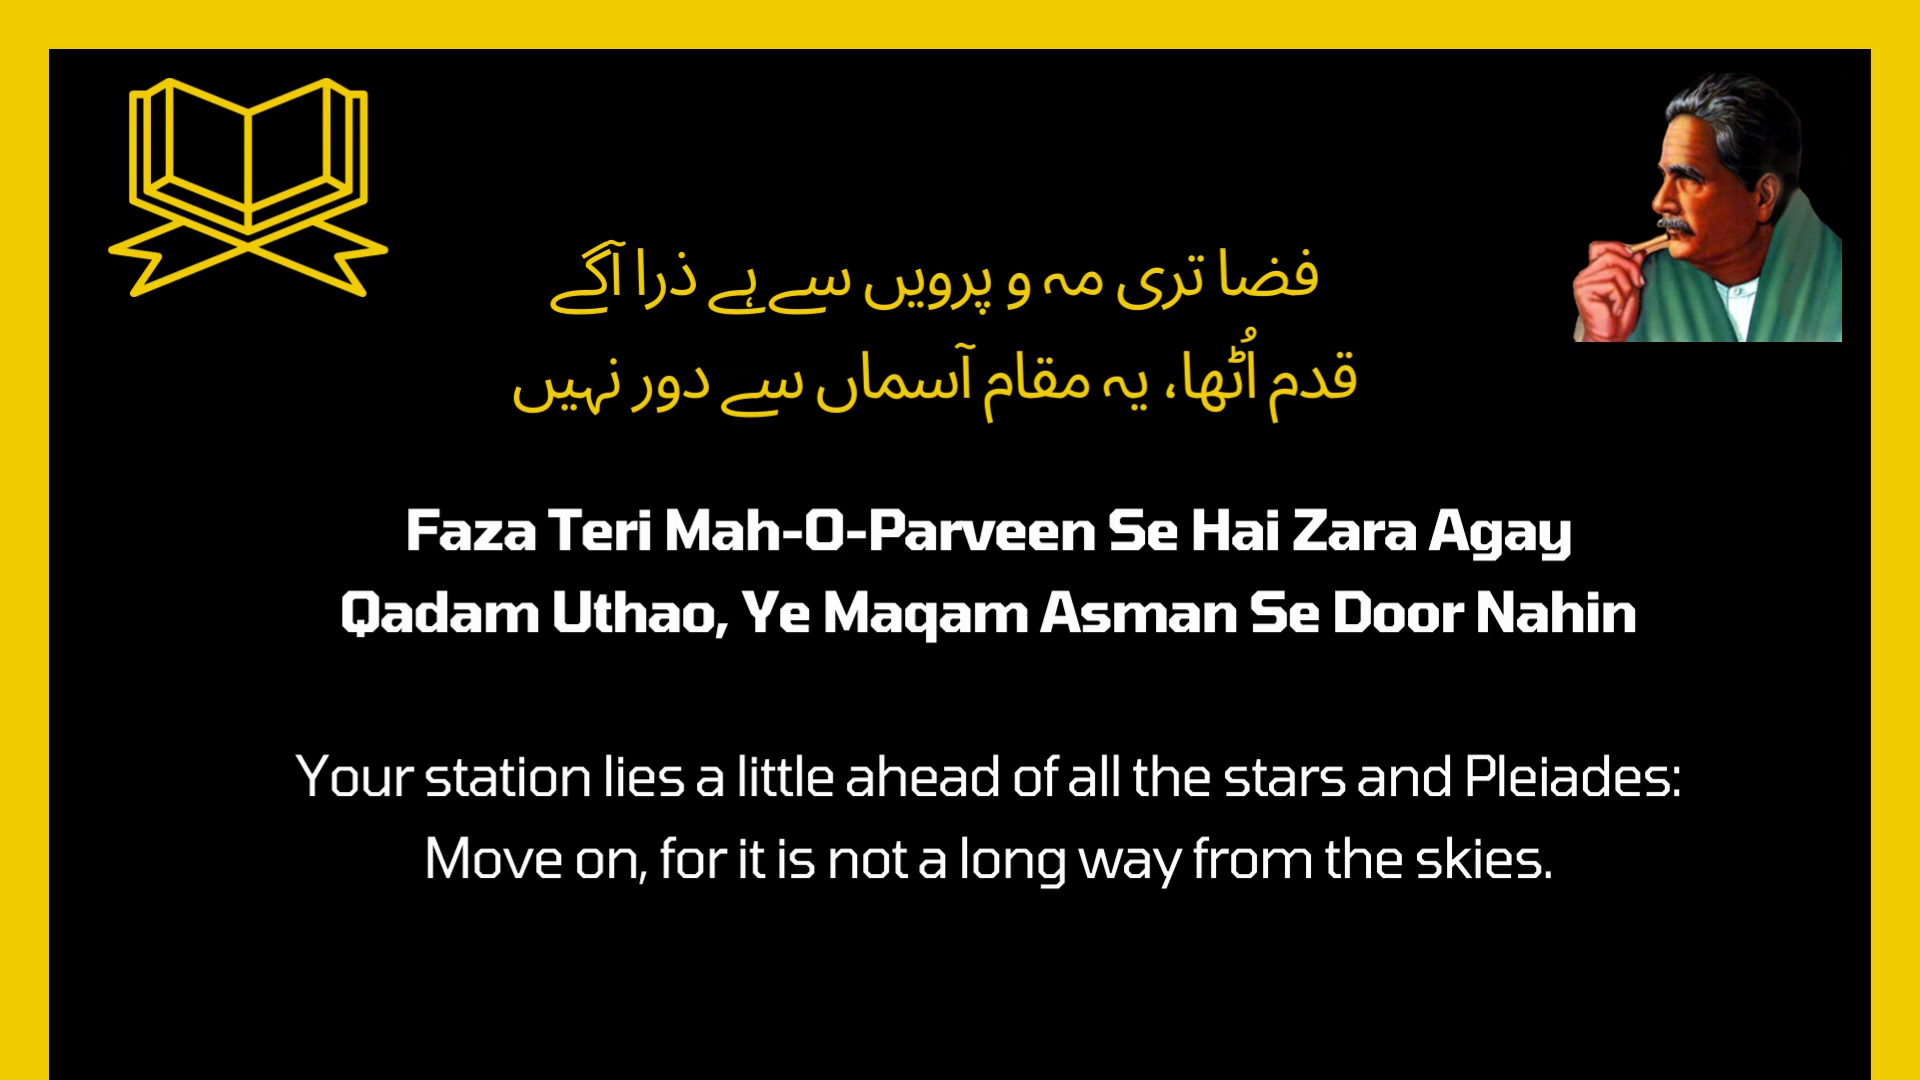 فضا تری مہ و پرویں سے ہے ذرا آگے
قدم اُٹھا، یہ مقام آسماں سے دور نہیں
Faza Teri Mah-O-Parveen Se Hai Zara Agay
Qadam Uthao, Ye Maqam Asman Se Door Nahin
Your station lies a little ahead of all the stars and Pleiades:
Move on, for it is not a long way from the skies.